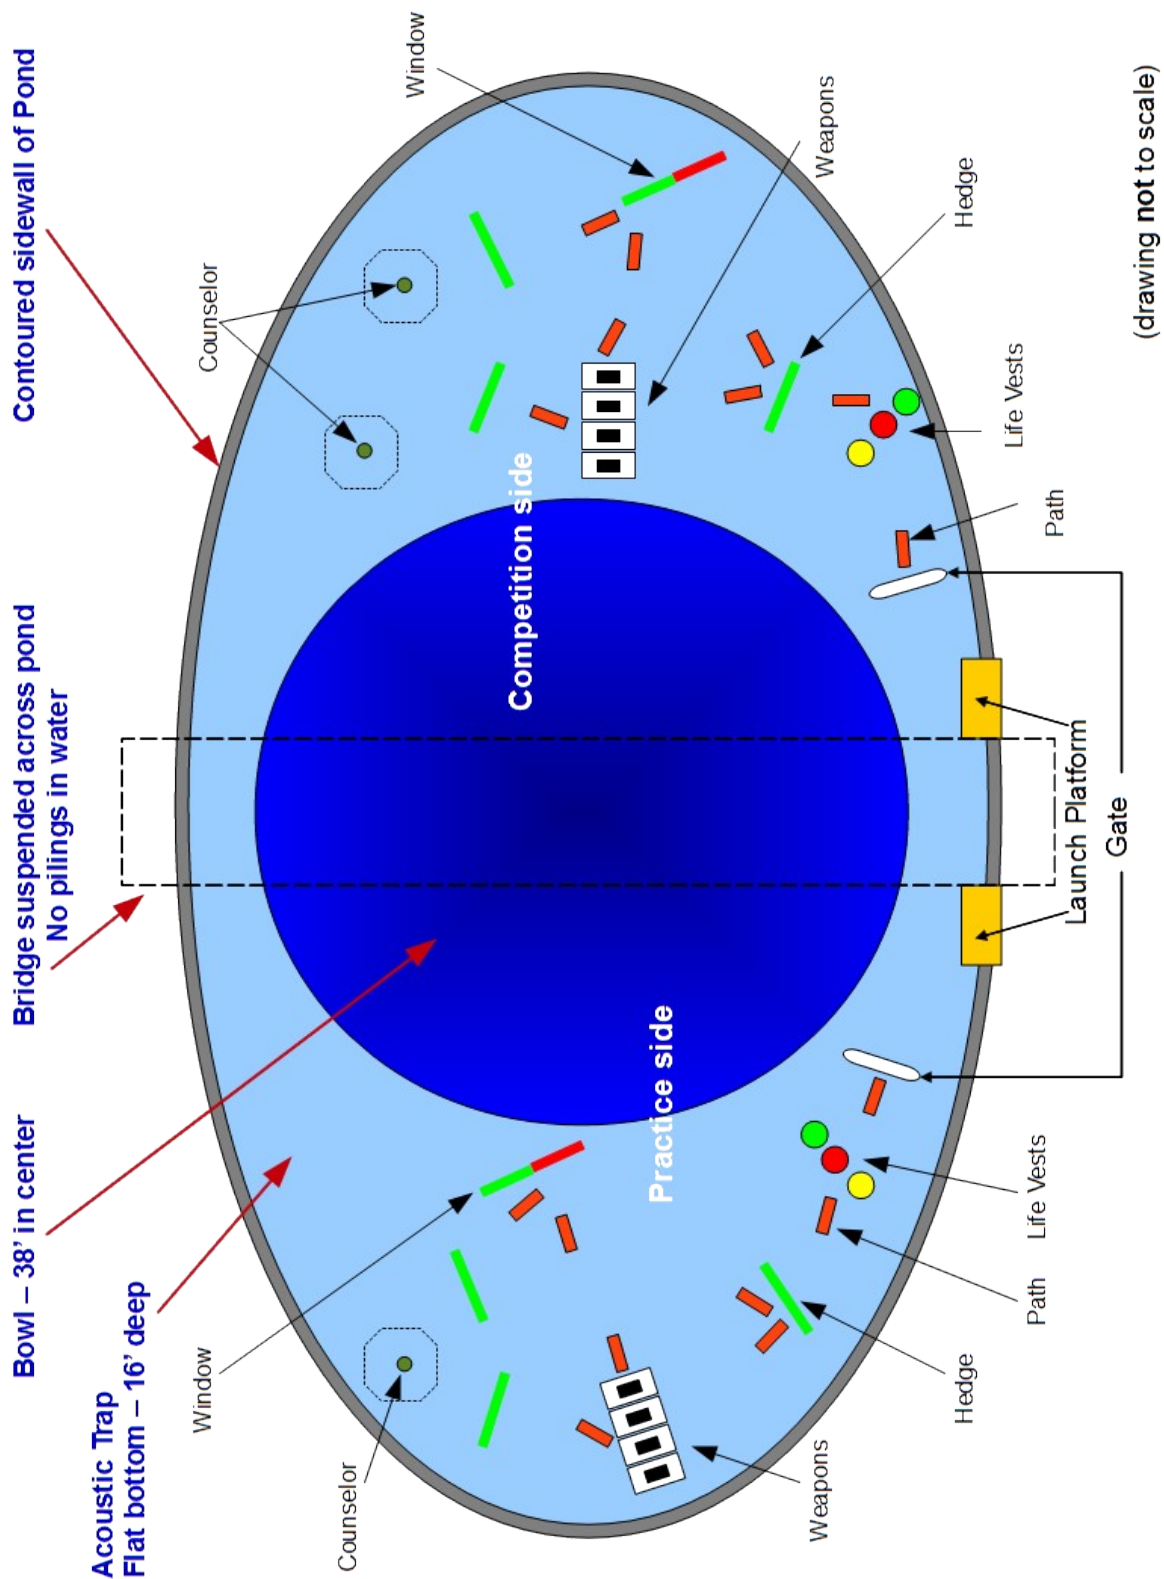 Bowl – 38’ in center
Bridge suspended across pond
No pilings in water
Contoured sidewall of Pond
Acoustic Trap
Flat bottom – 16’ deep
Window
Counselor
Counselor
Window
Competition side
Practice side
Weapons
Weapons
Hedge
Hedge
Life Vests
Path
Life Vests
Path
Launch Platform
Gate
(drawing not to scale)